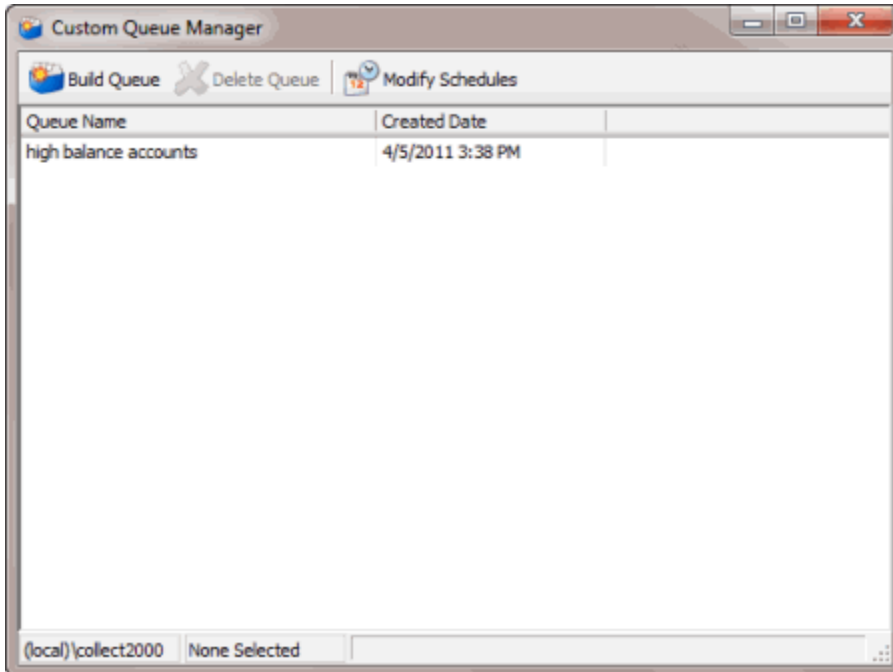 Custom Queue Manager
Build Queue Delete Queue Modify Schedules
Queue Name Created Date
high balance accounts 4/5/2011 3:38 PM
(local)\collect2000 None Selected